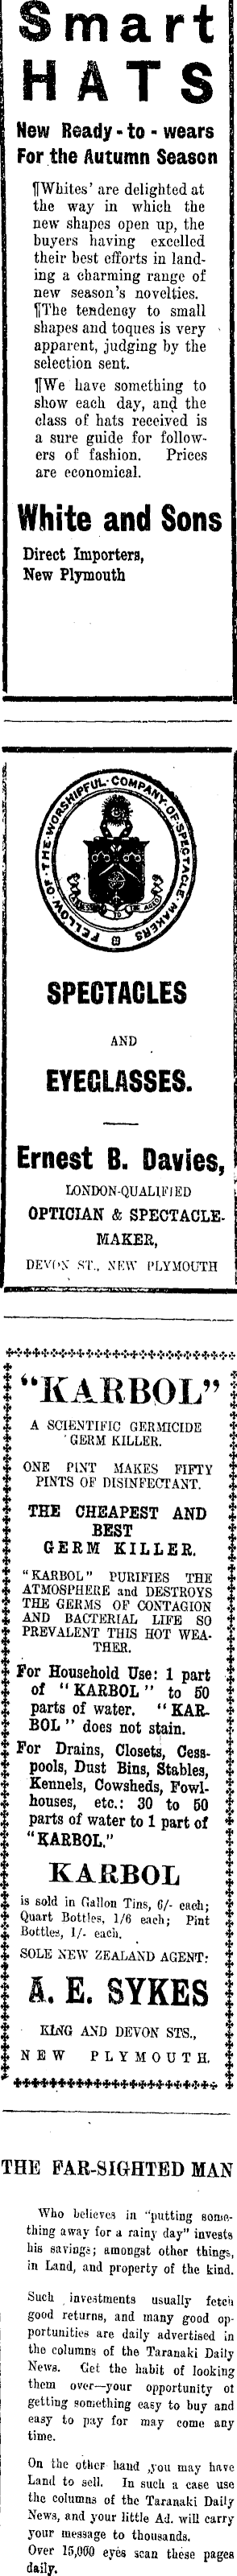 Smart
HATS
New Ready-to-wears
For the Autumn Season
¶Whites' are delighted at
the way in which the
new shapes open up, the
buyers having excelled
their best efforts in land-
ing a charming range of
new season's novelties.
¶The tendency to small
shapes and toques is very
apparent, judging by the
selection sent.
¶We have something to
show each day, and the
class of hats received is
a sure guide for follow-
ers of fashion. Prices
are economical.
White and Sons
Direct Importers,
New Plymouth
FELLOW·OF·THE·WORSHIPFUL·COMPANY·OF·SPECTACLE MAKERS
SPECTACLES
AND
EYEGLASSES.
Ernest B. Davies,
LONDON-QUALIFIED
OPTICIAN & SPECTACLE-
MAKER,
DEVON ST., NEW PLYMOUTH
"KARBOL"
A SCIENTIFIC GERMICIDE
GERM KILLER.
ONE PINT MAKES FIFTY
PINTS OF DISINFECTANT.
THE CHEAPEST AND
BEST
GERM KILLER.
"KARBOL" PURIFIES THE
ATMOSPHERE and DESTROYS
THE GERMS OF CONTAGION
AND BACTERIAL LIFE SO
PREVALENT THIS HOT WEA-
THER.
For Household Use: 1 part
of "KARBOL" to 50
parts of water. "KAR-
BOL" does not stain.
For Drains, Closets, Cess-
pools, Dust Bins, Stables,
Kennels, Cowsheds, Fowl-
houses, etc.: 30 to 50
parts of water to 1 part of
"KARBOL."
KARBOL
is sold in Gallon Tins, 6/- each;
Quart Bottles, 1/6 each; Pint
Bottles, 1/- each.
SOLE NEW ZEALAND AGENT:
A. E. SYKES
KING AND DEVON STS.,
NEW PLYMOUTH.
THE FAR-SIGHTED MAN
Who believes in "putting some-
thing away for a rainy day" invests
his savings; amongst other things,
in Land, and property of the kind.
Such investments usually fetch
good returns, and many good op-
portunities are daily advertised in
the columns of the Taranaki Daily
News. Get the habit of looking
them over—your opportunity of
getting something easy to buy and
easy to pay for may come any
time.
On the other hand ,you may have
Land to sell. In such a case use
the columns of the Taranaki Daily
News, and your little Ad. will carry
your message to thousands.
Over 15,000 eyes scan these pages
daily.